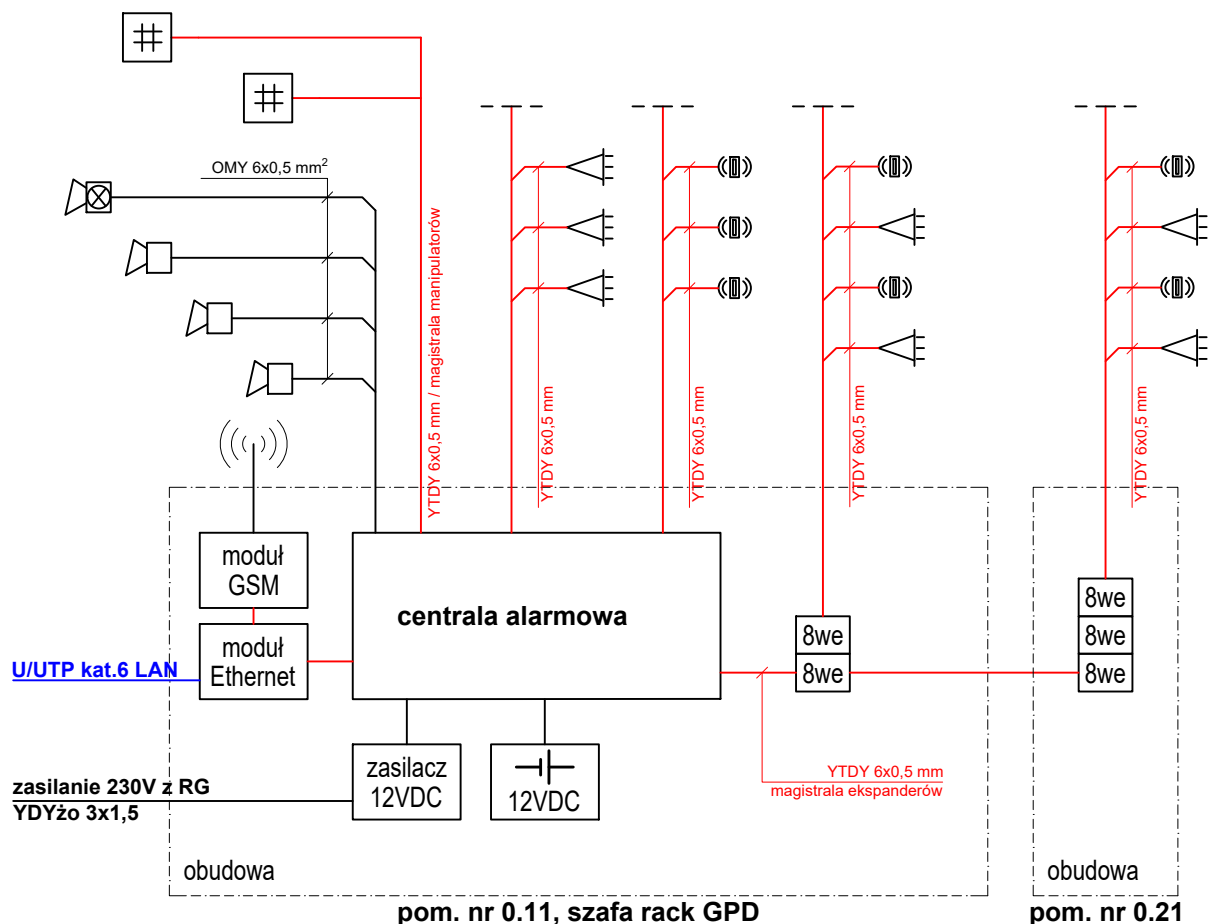 OMY 6x0,5 mm²
YTDY 6x0,5 mm / magistrala manipulatorów
YTDY 6x0,5 mm
YTDY 6x0,5 mm
YTDY 6x0,5 mm
YTDY 6x0,5 mm
moduł
GSM
centrala alarmowa
moduł
Ethernet
U/UTP kat.6 LAN
8we
8we
8we
8we
8we
zasilacz
12VDC
12VDC
zasilanie 230V z RG
YDYżo 3x1,5
YTDY 6x0,5 mm
magistrala ekspanderów
obudowa
obudowa
pom. nr 0.11, szafa rack GPD
pom. nr 0.21